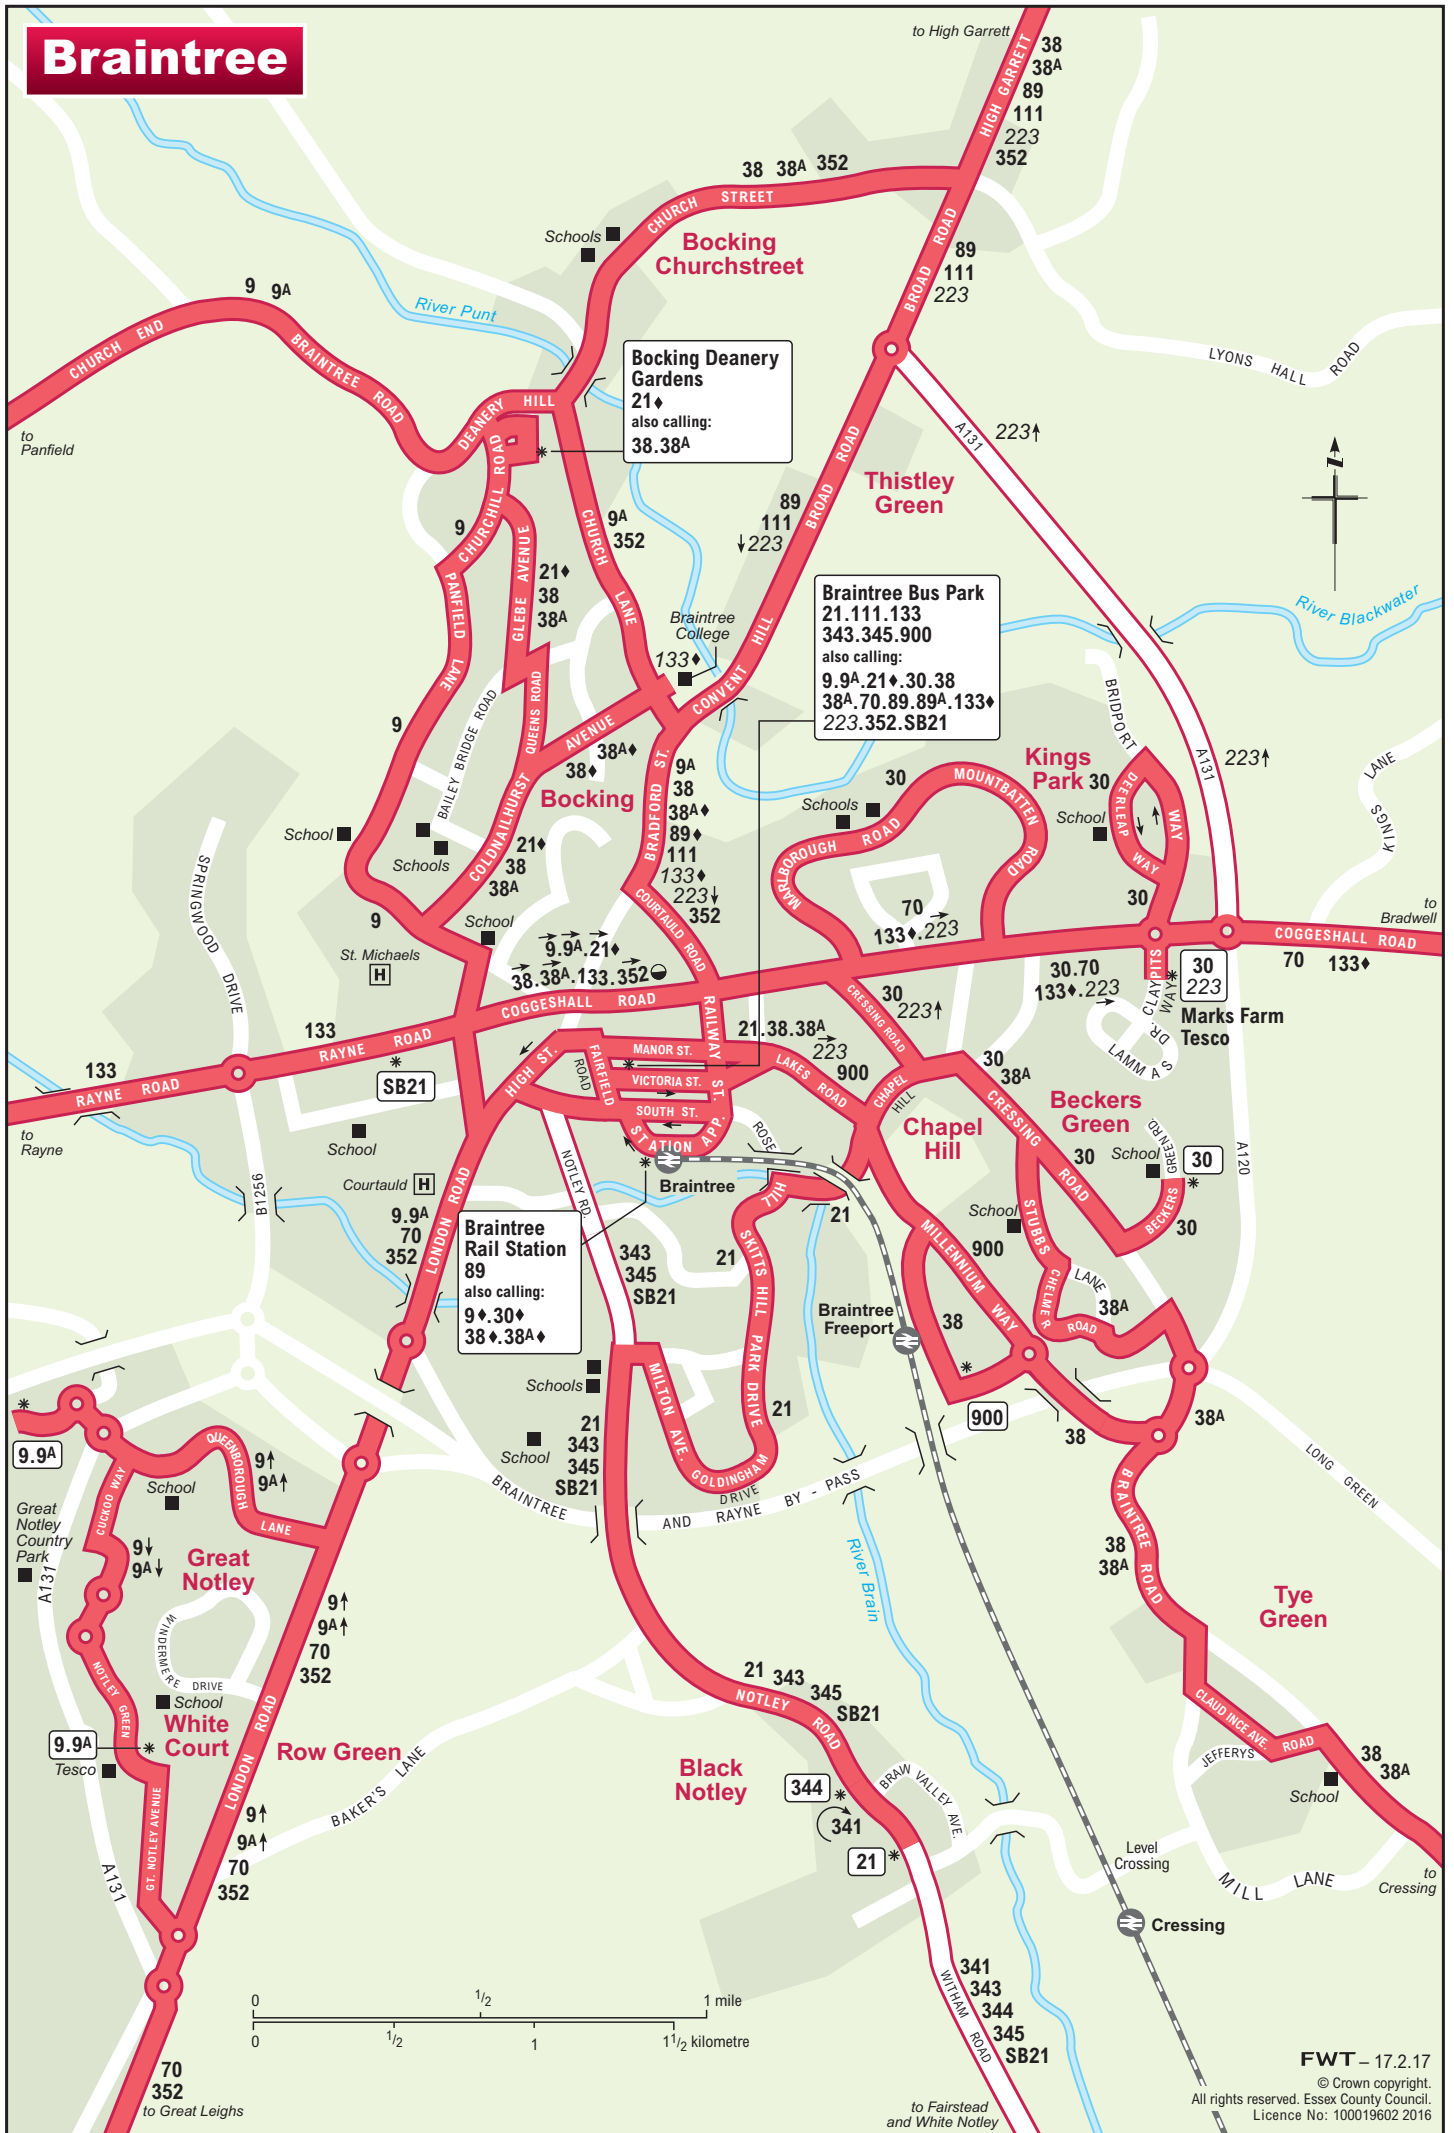 Braintree
to High Garrett
HIGH GARRETT
38
38A
89
111
223
352
38 38A 352
CHURCH STREET
Schools
Bocking
Churchstreet
BROAD ROAD
89
111
223
9 9A
River Punt
CHURCH END
BRAINTREE ROAD
LYONS HALL ROAD
Bocking Deanery
Gardens
21♦
also calling:
38.38A
to
Panfield
DEANERY HILL
A131
223↑
BROAD ROAD
Thistley
Green
CHURCHILL ROAD
9
CHURCH LANE
9A
352
89
111
↓223
GLEBE AVENUE
21♦
38
38A
PANFIELD LANE
Braintree
College
133♦
CONVENT HILL
Braintree Bus Park
21.111.133
343.345.900
also calling:
9.9A.21♦.30.38
38A.70.89.89A.133♦
223.352.SB21
River Blackwater
BRIDPORT WAY
QUEENS ROAD
BAILEY BRIDGE ROAD
9
AVENUE
38A♦
38♦
Bocking
BRADFORD ST.
9A
38
38A♦
89♦
111
133♦
223↓
352
30
MOUNTBATTEN ROAD
Kings
Park
30
DEERLEAP WAY
School
A131
223↑
KINGS LANE
Schools
MARLBOROUGH ROAD
School
Schools
COLDNAILHURST
21♦
38
38A
SPRINGWOOD DRIVE
COURTAULD ROAD
30
to
Bradwell
9
School
St. Michaels
H
→ → →
9.9A.21♦
→ → →
38.38A.133.352
70 →
133♦.223
COGGESHALL ROAD
70 133♦
30.70
133♦.223
→
CLAYPITS WAY
30
223
Marks Farm
Tesco
LAMMAS DR.
COGGESHALL ROAD
CRESSING ROAD
30
223↑
133
RAYNE ROAD
SB21
133
RAYNE ROAD
to
Rayne
HIGH ST.
FAIRFIELD ROAD
MANOR ST.
VICTORIA ST.
SOUTH ST.
RAILWAY ST.
STATION APP.
21.38.38A
→
223
900
LAKES ROAD
CHAPEL HILL
30
38A
CRESSING ROAD
Beckers
Green
Chapel
Hill
School
30
GREEN RD.
30
BECKERS
30
A120
School
Courtauld
H
B1256
9.9A
70
352
LONDON ROAD
Braintree
NOTLEY RD.
ROSE
HILL
21
Braintree
Rail Station
89
also calling:
9♦.30♦
38♦.38A♦
343
345
SB21
21
SKITTS HILL
PARK DRIVE
School
STUBBS LANE
900
MILLENNIUM WAY
CHELMER ROAD
38A
Braintree
Freeport
38
900
38
38A
Schools
21
343
345
SB21
MILTON AVE.
GOLDINGHAM DRIVE
21
School
BRAINTREE AND RAYNE BY - PASS
LONG GREEN
9.9A
QUEENBOROUGH LANE
9↑
9A↑
School
CUCKOO WAY
Great
Notley
Country
Park
A131
9↓
9A↓
Great
Notley
WINDERMERE DRIVE
9↑
9A↑
70
352
NOTLEY GREEN
School
White
Court
9.9A
Tesco
GT. NOTLEY AVENUE
LONDON ROAD
Row Green
BAKER'S LANE
9↑
9A↑
70
352
A131
River Brain
BRAINTREE ROAD
38
38A
Tye
Green
CLAUD INCE AVE.
JEFFERYS ROAD
38
38A
School
21 343
345
SB21
NOTLEY ROAD
Black
Notley
344
341
21
BRAW VALLEY AVE.
Level
Crossing
MILL LANE
to
Cressing
Cressing
341
343
344
345
SB21
WITHAM ROAD
0 1/2 1 mile
0 1/2 1 1 1/2 kilometre
70
352
to Great Leighs
to Fairstead
and White Notley
FWT – 17.2.17
© Crown copyright.
All rights reserved. Essex County Council.
Licence No: 100019602 2016